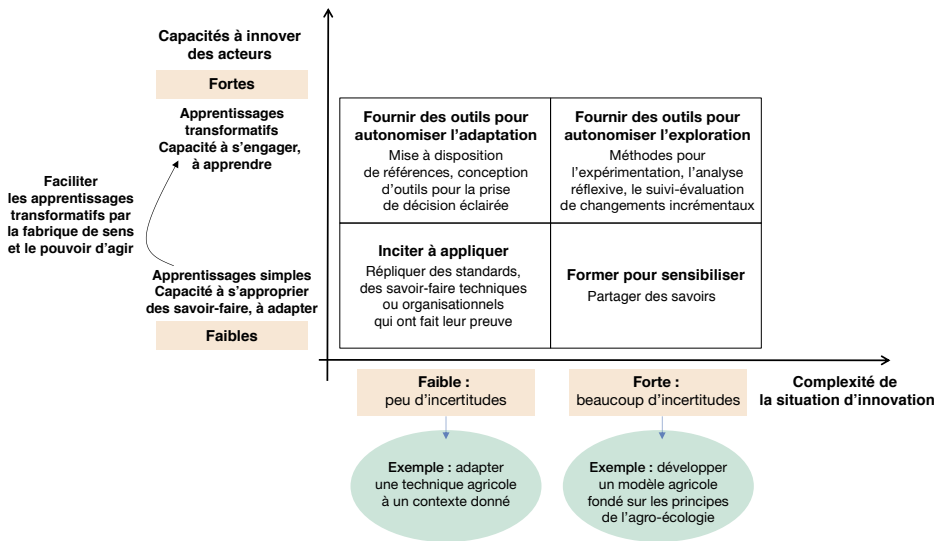 Capacités à innover
des acteurs
Fortes
Apprentissages
transformatifs
Capacité à s'engager,
à apprendre
Faciliter
les apprentissages
transformatifs par
la fabrique de sens
et le pouvoir d'agir
Apprentissages simples
Capacité à s'approprier
des savoir-faire, à adapter
Faibles
Fournir des outils pour
autonomiser l'adaptation
Mise à disposition
de références, conception
d'outils pour la prise
de décision éclairée
Fournir des outils pour
autonomiser l'exploration
Méthodes pour
l'expérimentation, l'analyse
réflexive, le suivi-évaluation
de changements incrémentaux
Inciter à appliquer
Répliquer des standards,
des savoir-faire techniques
ou organisationnels
qui ont fait leur preuve
Former pour sensibiliser
Partager des savoirs
Faible :
peu d'incertitudes
Forte :
beaucoup d'incertitudes
Complexité de
la situation d'innovation
Exemple : adapter
une technique agricole
à un contexte donné
Exemple : développer
un modèle agricole
fondé sur les principes
de l'agro-écologie